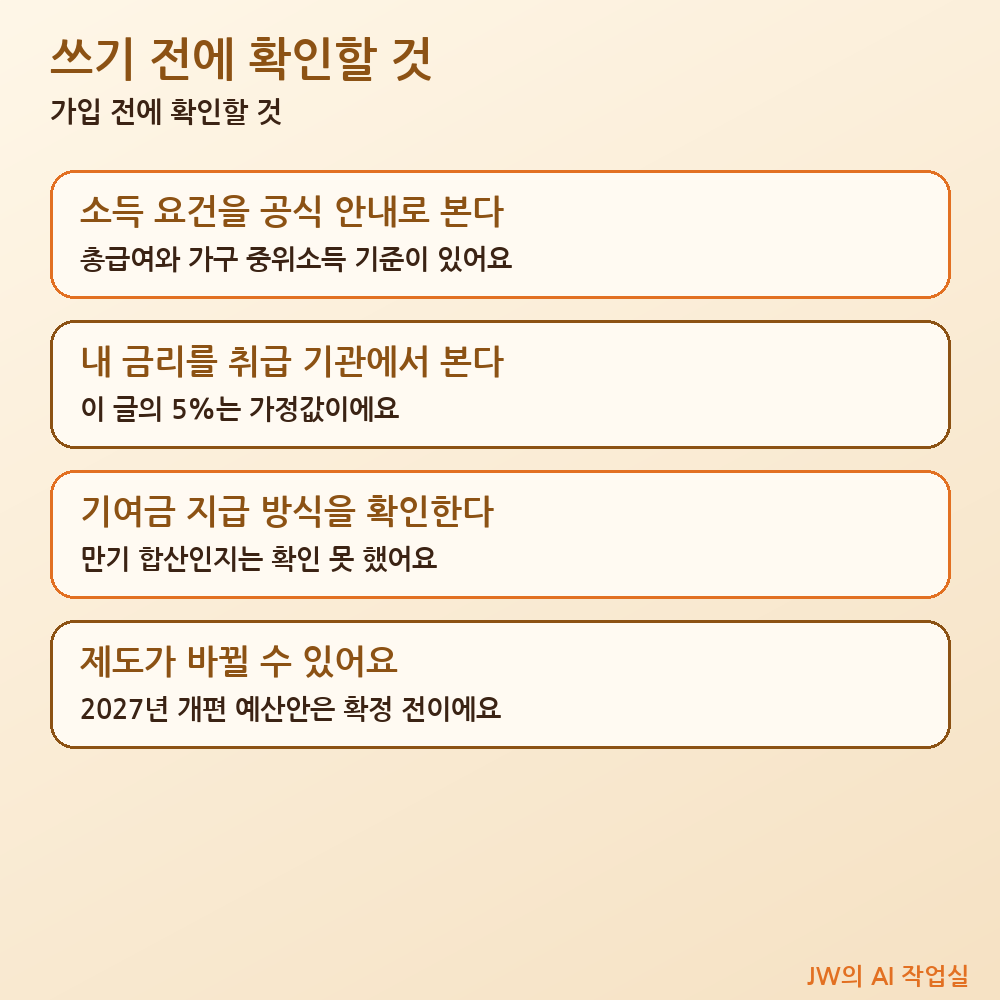 쓰기 전에 확인할 것
가입 전에 확인할 것
소득 요건을 공식 안내로 본다
총급여와 가구 중위소득 기준이 있어요
내 금리를 취급 기관에서 본다
이 글의 5%는 가정값이에요
기여금 지급 방식을 확인한다
만기 합산인지는 확인 못 했어요
제도가 바뀔 수 있어요
2027년 개편 예산안은 확정 전이에요
JW의 AI 작업실